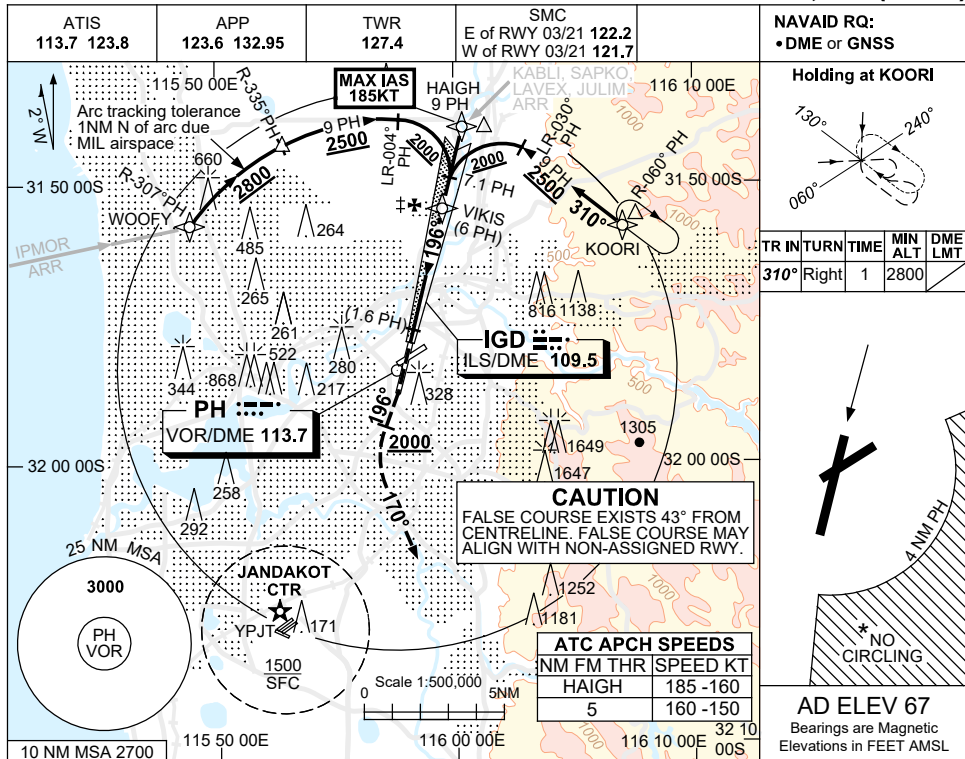 ATIS
113.7 123.8
APP
123.6 132.95
TWR
127.4
SMC
E of RWY 03/21 122.2
W of RWY 03/21 121.7
NAVAID RQ:
• DME or GNSS
2° W
115 50 00E
R-335°PH
MAX IAS
185KT
HAIGH
9 PH
KABLI, SAPKO,
LAVEX, JULIM
ARR
116 10 00E
Arc tracking tolerance
1NM N of arc due
MIL airspace
9 PH
2500
LR-004°
PH
2000
2000
LR-039°
PH
9 PH
2500
310°
R-060° PH
1000
31 50 00S
660
2800
R-307°PH
WOOFY
IPMOR
ARR
7.1 PH
31 50 00S
VIKIS
(6 PH)
196°
KOORI
1000
485
264
265
261
(1.6 PH)
500
816
1138
IGD
ILS/DME 109.5
344
868
522
217
280
328
500
PH
VOR/DME 113.7
196°
2000
1649
1647
1305
32 00 00S
32 00 00S
258
292
170°
CAUTION
FALSE COURSE EXISTS 43° FROM
CENTRELINE. FALSE COURSE MAY
ALIGN WITH NON-ASSIGNED RWY.
25 NM MSA
3000
PH
VOR
JANDAKOT
CTR
YPJT
171
1500
SFC
1252
1181
1000
ATC APCH SPEEDS
NM FM THR SPEED KT
HAIGH 185 -160
5 160 -150
Scale 1:500,000
0 5NM
1000
10 NM MSA 2700
115 50 00E
116 00 00E
116 10 00E
32 10
00S
Holding at KOORI
130°
240°
060°
TR IN TURN TIME MIN ALT DME LMT
310° Right 1 2800
4 NM PH
* NO
CIRCLING
AD ELEV 67
Bearings are Magnetic
Elevations in FEET AMSL